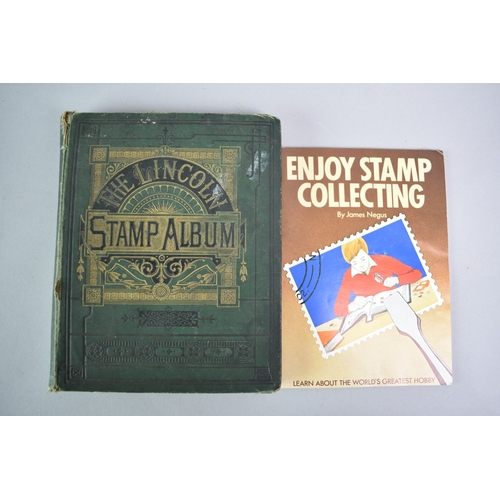 THE LINCOLN
STAMP ALBUM
ENJOY STAMP
COLLECTING
By James Negus
LEARN ABOUT THE WORLD'S GREATEST HOBBY